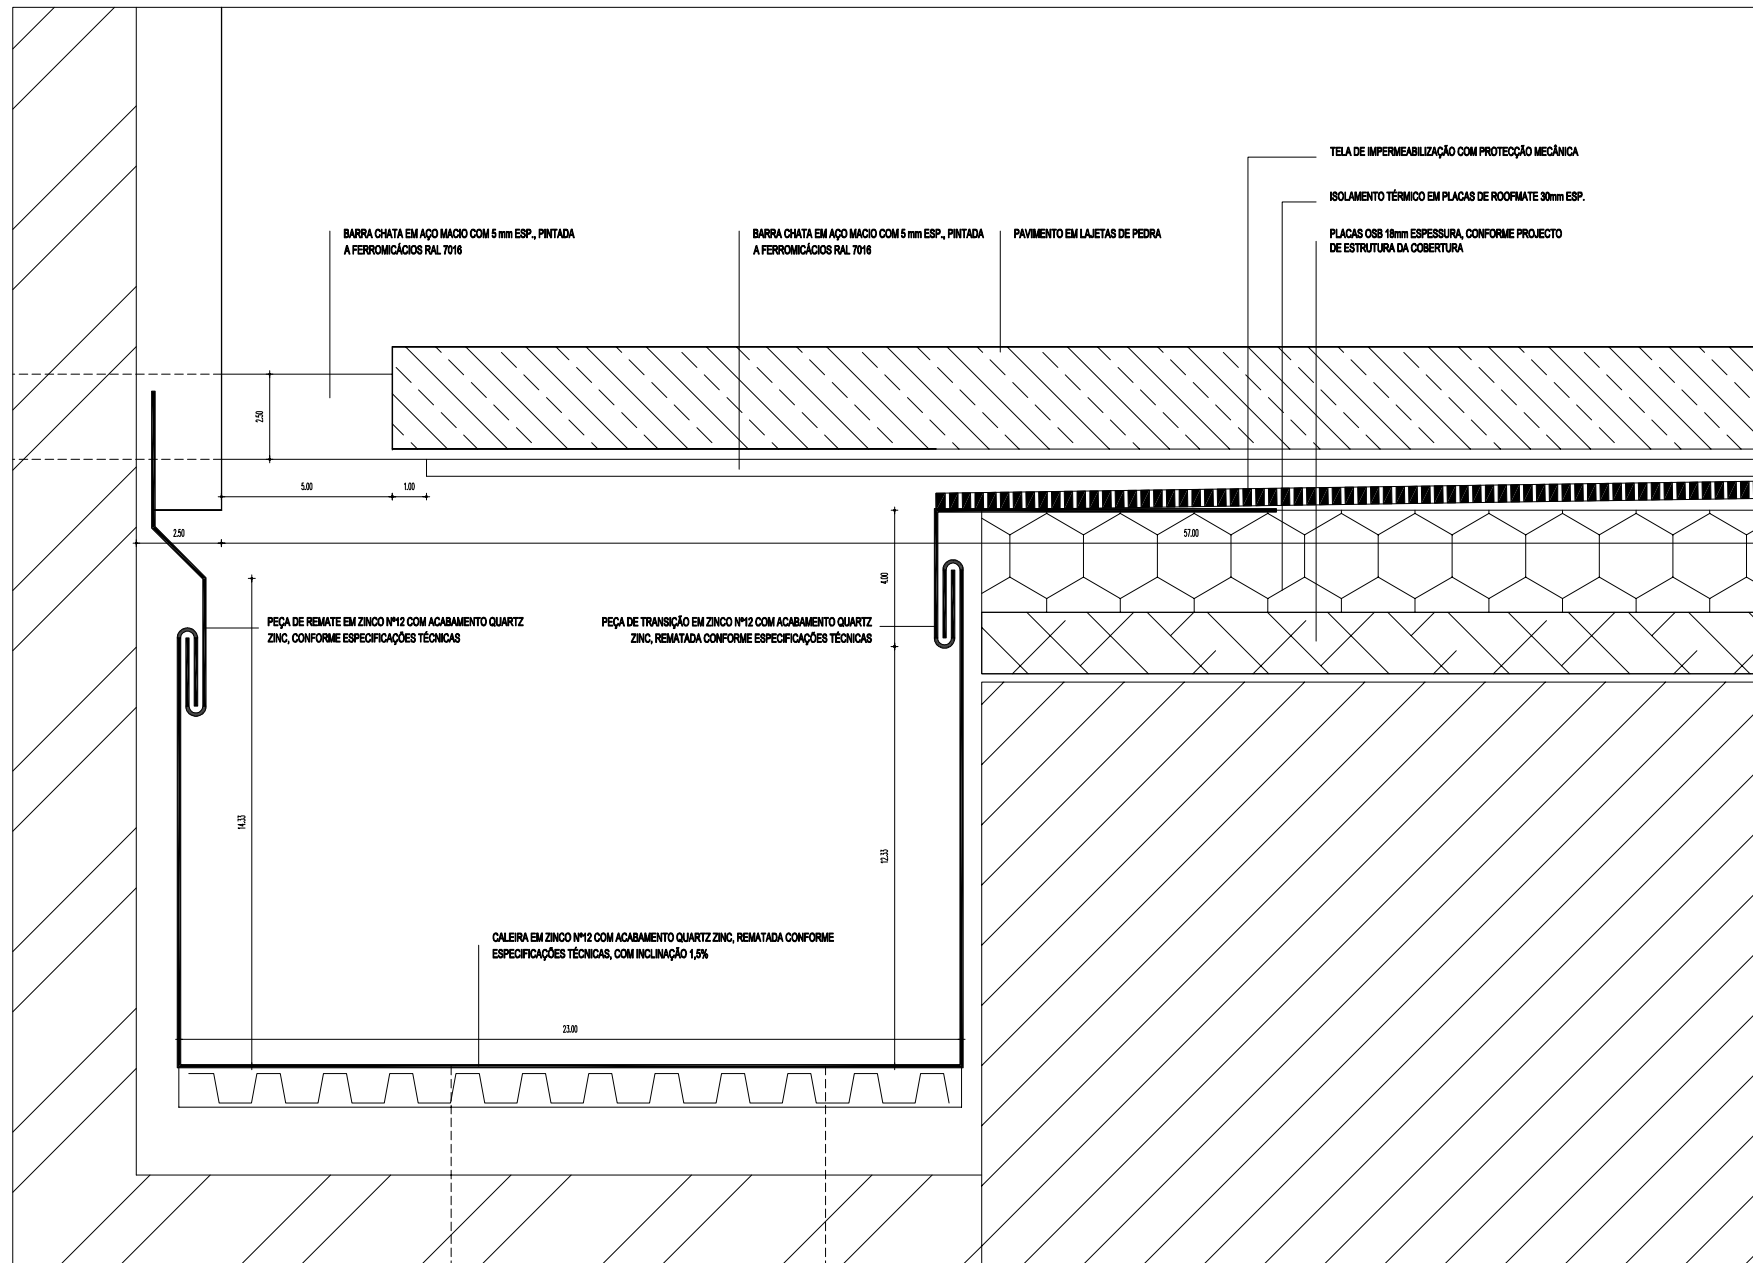 TELA DE IMPERMEABILIZAÇÃO COM PROTECÇÃO MECÂNICA
ISOLAMENTO TÉRMICO EM PLACAS DE ROOFMATE 30mm ESP.
BARRA CHATA EM AÇO MACIO COM 5 mm ESP., PINTADA
A FERROMICÁCIOS RAL 7016
BARRA CHATA EM AÇO MACIO COM 5 mm ESP., PINTADA
A FERROMICÁCIOS RAL 7016
PAVIMENTO EM LAJETAS DE PEDRA
PLACAS OSB 18mm ESPESSURA, CONFORME PROJECTO
DE ESTRUTURA DA COBERTURA
2.50
5.00
1.00
2.50
57.00
4.00
PEÇA DE REMATE EM ZINCO Nº12 COM ACABAMENTO QUARTZ
ZINC, CONFORME ESPECIFICAÇÕES TÉCNICAS
PEÇA DE TRANSIÇÃO EM ZINCO Nº12 COM ACABAMENTO QUARTZ
ZINC, REMATADA CONFORME ESPECIFICAÇÕES TÉCNICAS
14.33
12.33
CALEIRA EM ZINCO Nº12 COM ACABAMENTO QUARTZ ZINC, REMATADA CONFORME
ESPECIFICAÇÕES TÉCNICAS, COM INCLINAÇÃO 1,5%
23.00